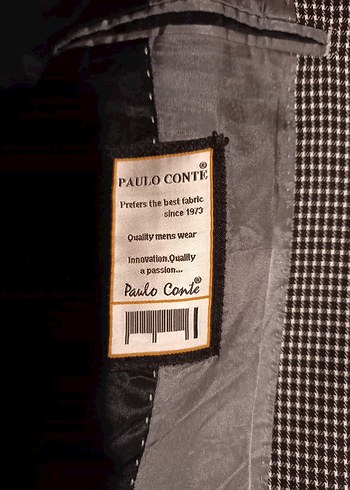 PAULO CONTE®
Prefers the best fabric
since 1973
Quality mens wear
Innovation.Quality
a passion...
Paulo Conte®